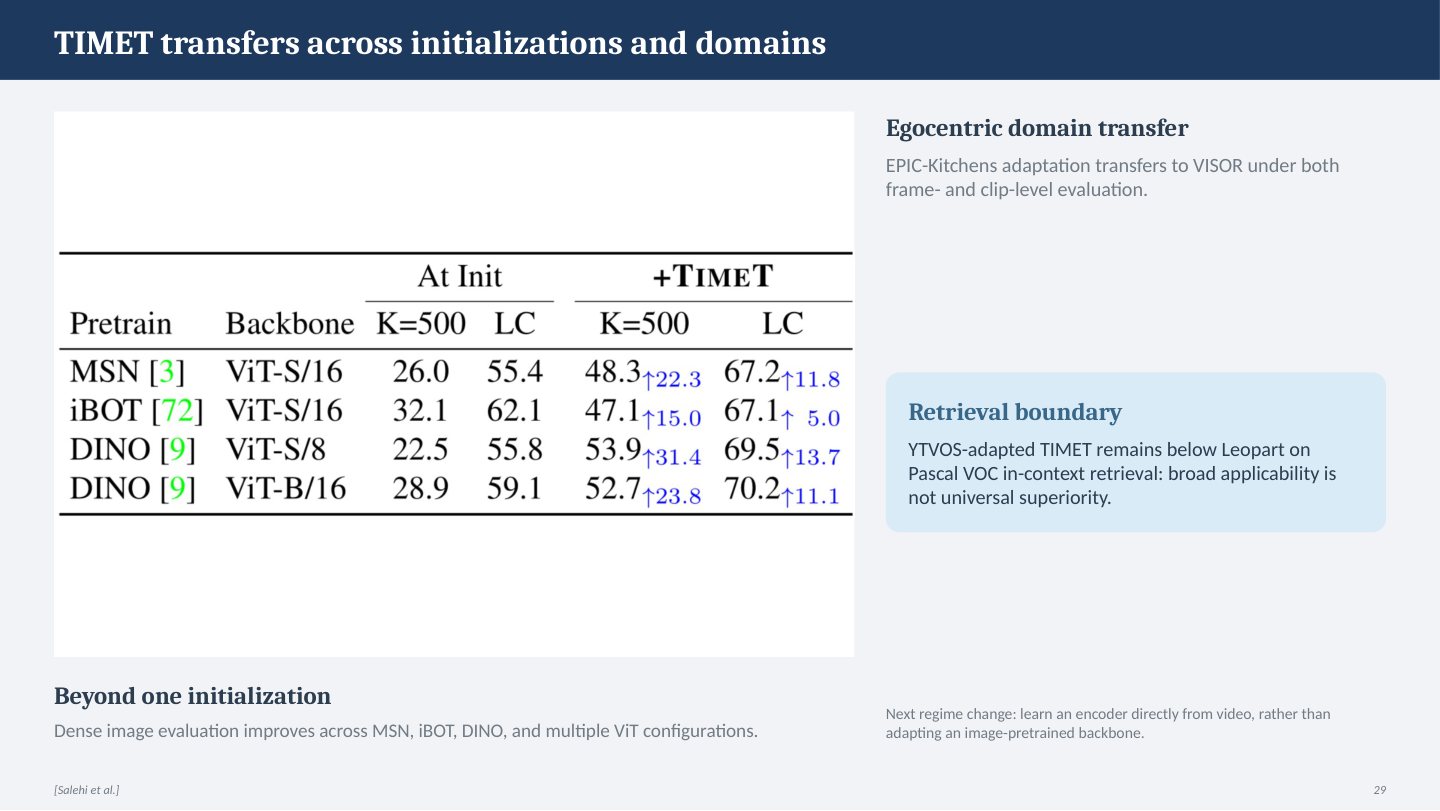 TIMET transfers across initializations and domains
At Init +TIMET
Pretrain Backbone K=500 LC K=500 LC
MSN [3] ViT-S/16 26.0 55.4 48.3↑22.3 67.2↑11.8
iBOT [72] ViT-S/16 32.1 62.1 47.1↑15.0 67.1↑ 5.0
DINO [9] ViT-S/8 22.5 55.8 53.9↑31.4 69.5↑13.7
DINO [9] ViT-B/16 28.9 59.1 52.7↑23.8 70.2↑11.1
Beyond one initialization
Dense image evaluation improves across MSN, iBOT, DINO, and multiple ViT configurations.
Egocentric domain transfer
EPIC-Kitchens adaptation transfers to VISOR under both
frame- and clip-level evaluation.
Retrieval boundary
YTVOS-adapted TIMET remains below Leopart on
Pascal VOC in-context retrieval: broad applicability is
not universal superiority.
Next regime change: learn an encoder directly from video, rather than
adapting an image-pretrained backbone.
[Salehi et al.]
29